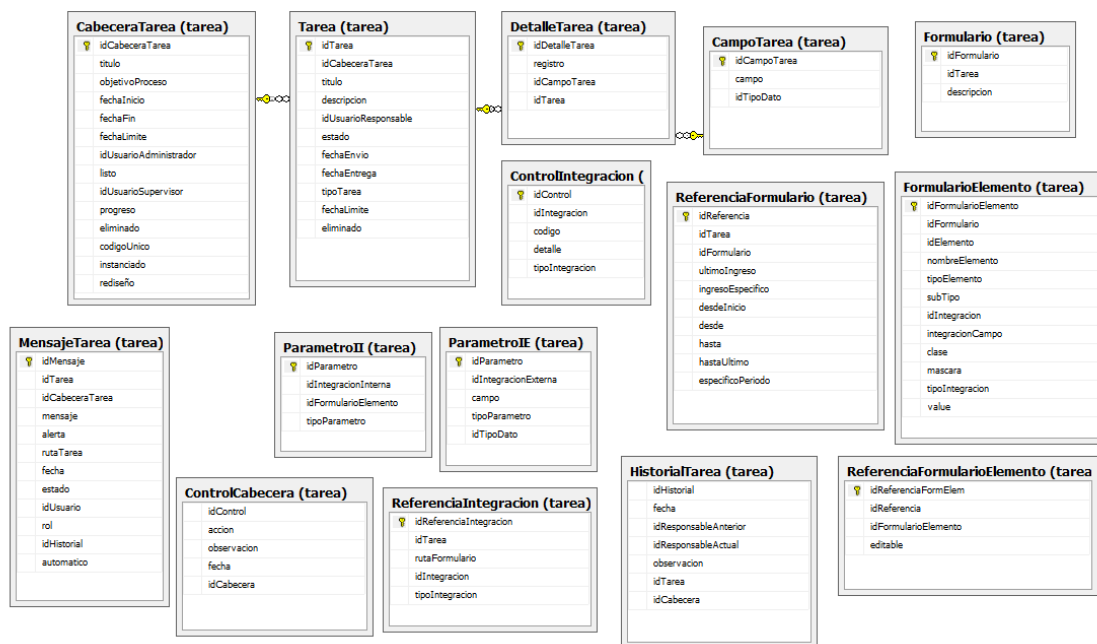 CabeceraTarea (tarea)
idCabeceraTarea
titulo
objetivoProceso
fechaInicio
fechaFin
fechaLimite
idUsuarioAdministrador
listo
idUsuarioSupervisor
progreso
eliminado
codigoUnico
instanciado
rediseño
Tarea (tarea)
idTarea
idCabeceraTarea
titulo
descripcion
idUsuarioResponsable
estado
fechaEnvio
fechaEntrega
tipoTarea
fechaLimite
eliminado
DetalleTarea (tarea)
idDetalleTarea
registro
idCampoTarea
idTarea
CampoTarea (tarea)
idCampoTarea
campo
idTipoDato
Formulario (tarea)
idFormulario
idTarea
descripcion
ControlIntegracion (
idControl
idIntegracion
codigo
detalle
tipoIntegracion
ReferenciaFormulario (tarea)
idReferencia
idTarea
idFormulario
ultimoIngreso
ingresoEspecifico
desdeInicio
desde
hasta
hastaUltimo
especificoPeriodo
FormularioElemento (tarea)
idFormularioElemento
idFormulario
idElemento
nombreElemento
tipoElemento
subTipo
idIntegracion
integracionCampo
clase
mascara
tipoIntegracion
value
MensajeTarea (tarea)
idMensaje
idTarea
idCabeceraTarea
mensaje
alerta
rutaTarea
fecha
estado
idUsuario
rol
idHistorial
automatico
ParametroII (tarea)
idParametro
idIntegracionInterna
idFormularioElemento
tipoParametro
ParametroIE (tarea)
idParametro
idIntegracionExterna
campo
tipoParametro
idTipoDato
ControlCabecera (tarea)
idControl
accion
observacion
fecha
idCabecera
ReferenciaIntegracion (tarea)
idReferenciaIntegracion
idTarea
rutaFormulario
idIntegracion
tipoIntegracion
HistorialTarea (tarea)
idHistorial
fecha
idResponsableAnterior
idResponsableActual
observacion
idTarea
idCabecera
ReferenciaFormularioElemento (tarea
idReferenciaFormElem
idReferencia
idFormularioElemento
editable